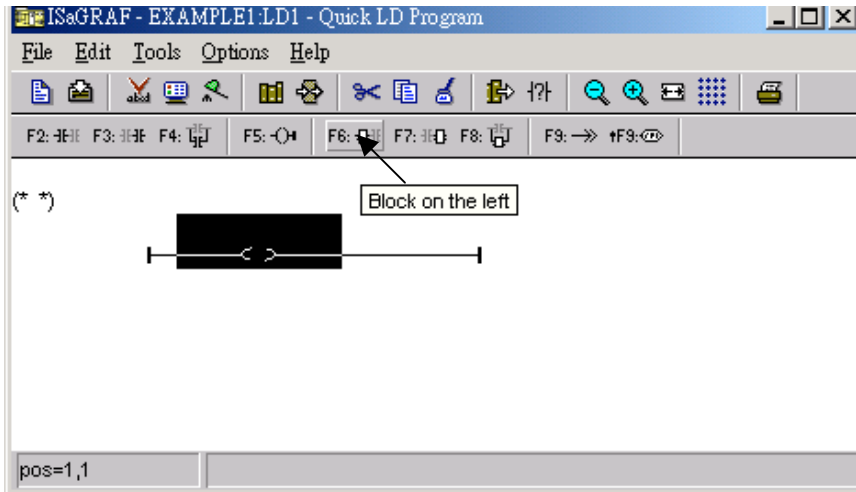 ISaGRAF - EXAMPLE1:LD1 - Quick LD Program
File Edit Tools Options Help
F2: F3: F4: F5: F6: F7: F8: F9: F9:
Block on the left
(* *)
pos=1,1